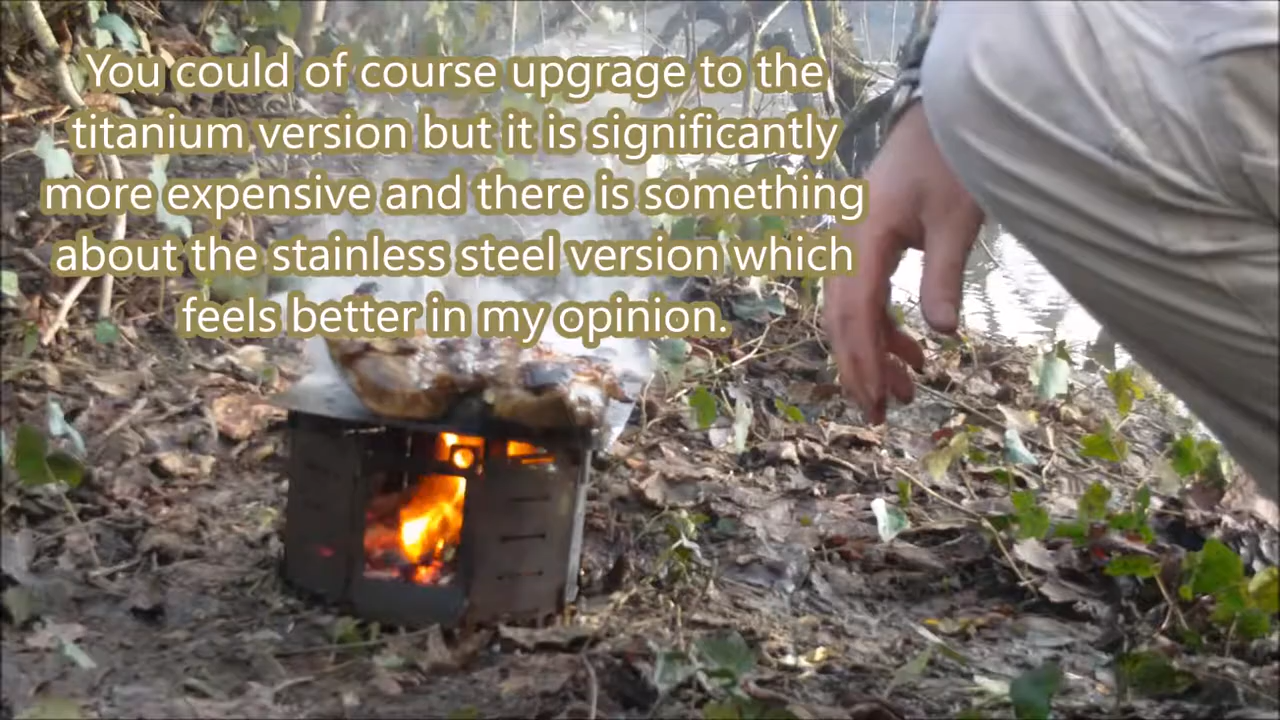 You could of course upgrage to the
titanium version but it is significantly
more expensive and there is something
about the stainless steel version which
feels better in my opinion.